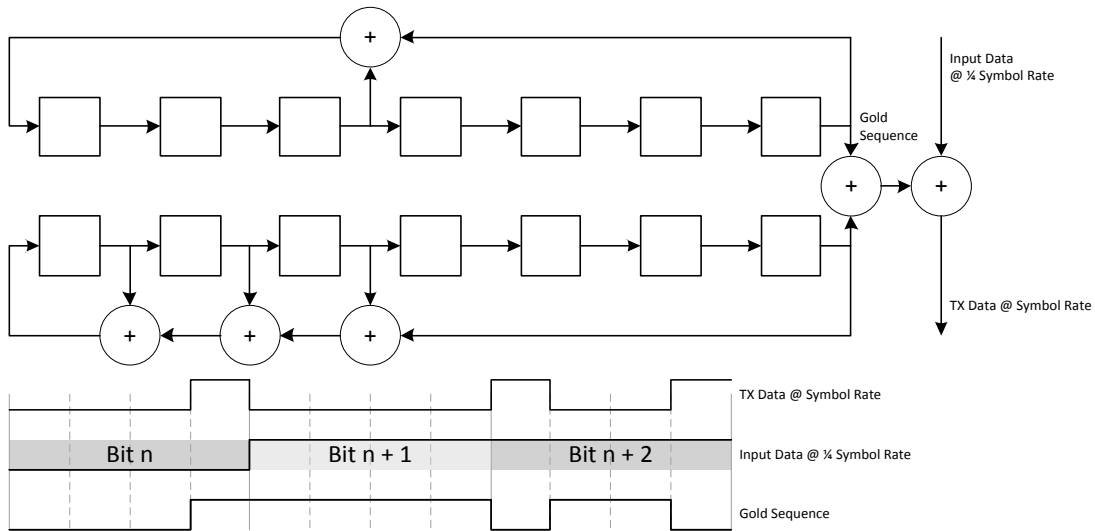 +
Input Data
@ ¼ Symbol Rate
Gold
Sequence
+
+
+
+
+
TX Data @ Symbol Rate
TX Data @ Symbol Rate
Bit n
Bit n + 1
Bit n + 2
Input Data @ ¼ Symbol Rate
Gold Sequence